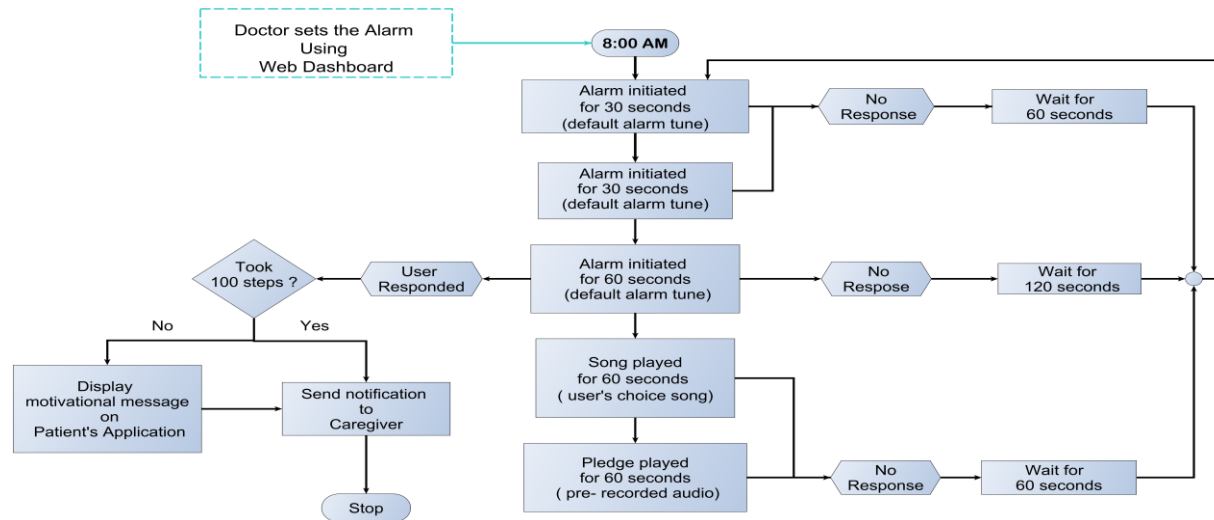 Doctor sets the Alarm
Using
Web Dashboard
8:00 AM
Alarm initiated
for 30 seconds
(default alarm tune)
No
Response
Wait for
60 seconds
Alarm initiated
for 30 seconds
(default alarm tune)
Took
100 steps ?
User
Responded
Alarm initiated
for 60 seconds
(default alarm tune)
No
Respose
Wait for
120 seconds
No
Yes
Display
motivational message
on
Patient's Application
Send notification
to
Caregiver
Song played
for 60 seconds
( user's choice song)
Pledge played
for 60 seconds
( pre- recorded audio)
No
Response
Wait for
60 seconds
Stop